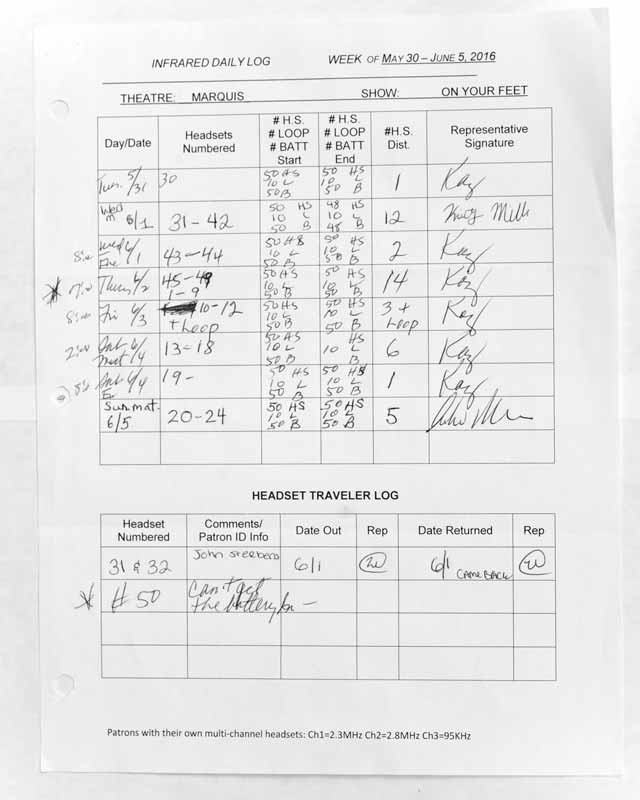 INFRARED DAILY LOG WEEK OF MAY 30 – JUNE 5, 2016
THEATRE: MARQUIS SHOW: ON YOUR FEET
Day/Date Headsets Numbered # H.S. # LOOP # BATT Start # H.S. # LOOP # BATT End #H.S. Dist. Representative Signature
Tues. 5/31 30 50 HS 10 L 50 B 50 HS 10 L 50 B 1 Kay
Wed m 6/1 31-42 50 HS 10 L 50 B 48 HS 10 L 48 B 12
8:00 Wed 6/1 Eve 43-44 50 HS 10 L 50 B 50 HS 10 L 50 B 2 Kay
* 7:00 Thurs 6/2 45-49 1-9 50 HS 10 L 50 B 50 HS 10 L 50 B 14 Kay
8:00 Fri 6/3 10-12 + Loop 50 HS 10 L 50 B 50 HS 10 L 50 B 3 + Loop Kay
2:00 Sat 6/4 mat 13-18 50 HS 10 L 50 B 10 L HS B 6 Kay
8:00 Sat 6/4 Ev 19- 50 HS 10 L 50 B 50 HS 10 L 50 B 1 Kay
Sun. mat. 6/5 20-24 50 HS 10 L 50 B 50 HS 10 L 50 B 5
HEADSET TRAVELER LOG
Headset Numbered Comments/ Patron ID Info Date Out Rep Date Returned Rep
31 & 32 John 6/1 6/1 CAME BACK
* # 50 Can't get the battery in -
Patrons with their own multi-channel headsets: Ch1=2.3MHz Ch2=2.8MHz Ch3=95KHz